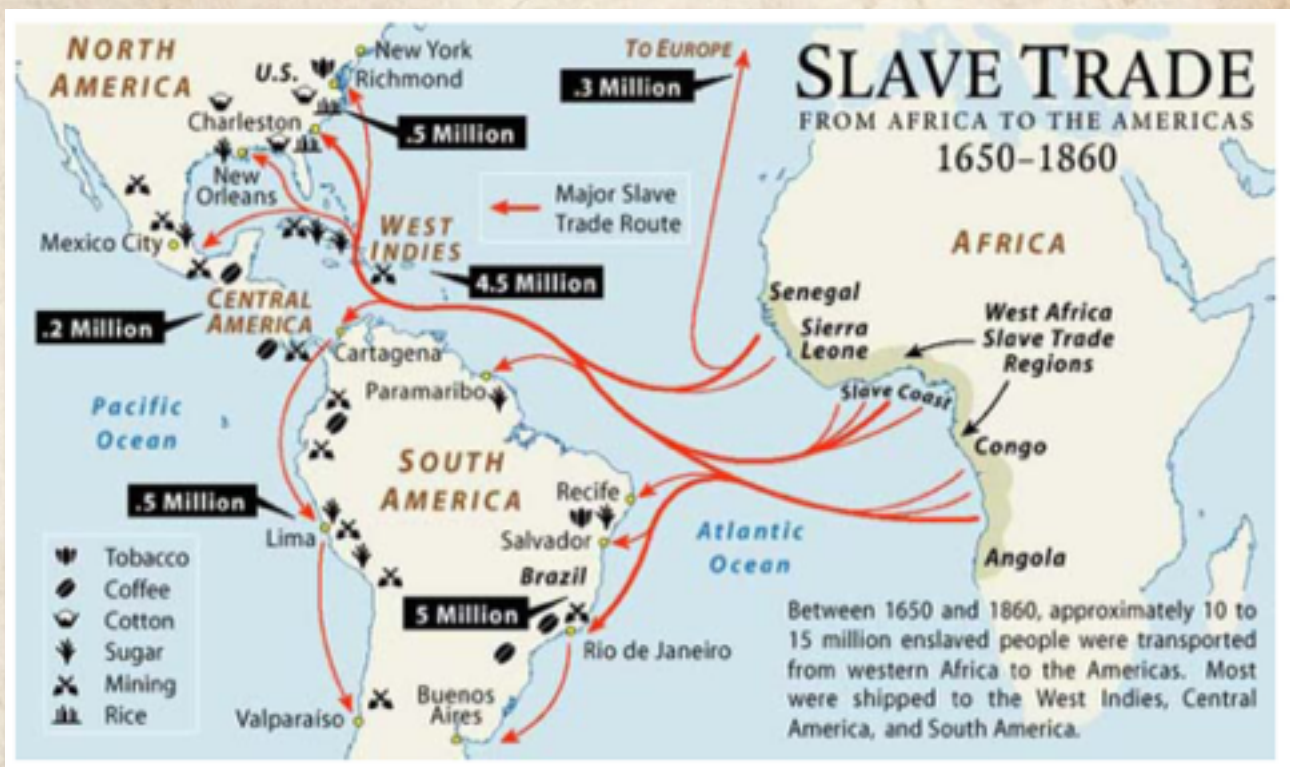 SLAVE TRADE
FROM AFRICA TO THE AMERICAS
1650–1860
NORTH
AMERICA
U.S.
New York
Richmond
.5 Million
Charleston
New
Orleans
Mexico City
WEST
INDIES
4.5 Million
CENTRAL
AMERICA
.2 Million
TO EUROPE
.3 Million
Major Slave
Trade Route
AFRICA
Senegal
Sierra
Leone
West Africa
Slave Trade
Regions
Slave Coast
Congo
Angola
Cartagena
Paramaribo
Pacific
Ocean
SOUTH
AMERICA
.5 Million
Lima
Recife
Salvador
Brazil
5 Million
Rio de Janeiro
Buenos
Aires
Valparaíso
Atlantic
Ocean
Tobacco
Coffee
Cotton
Sugar
Mining
Rice
Between 1650 and 1860, approximately 10 to
15 million enslaved people were transported
from western Africa to the Americas. Most
were shipped to the West Indies, Central
America, and South America.